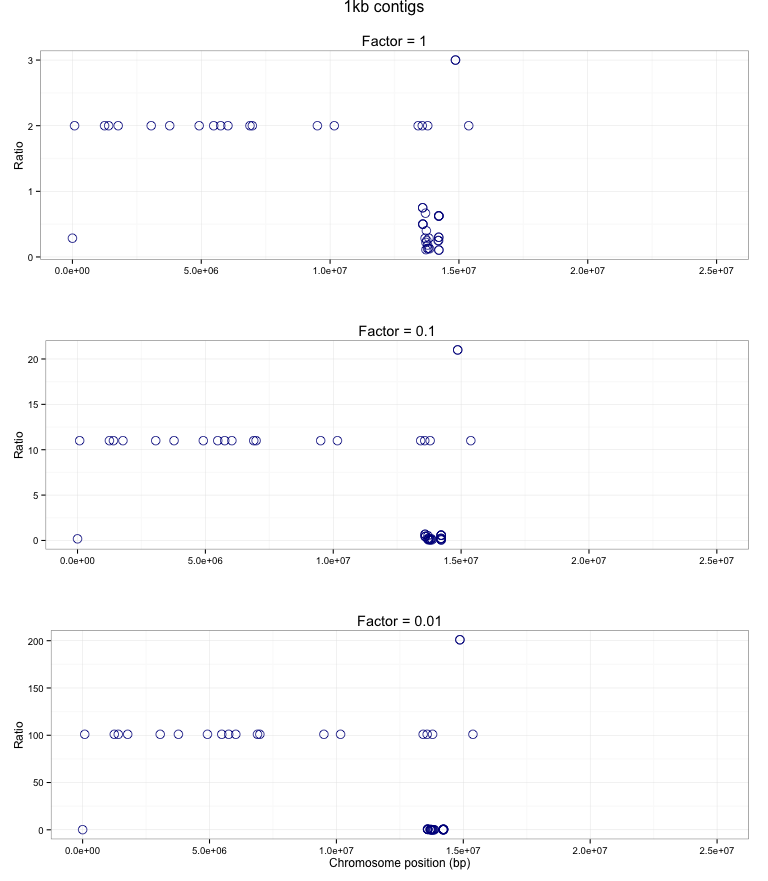 1kb contigs
Factor = 1
3
2
1
0
Ratio
0.0e+00 5.0e+06 1.0e+07 1.5e+07 2.0e+07 2.5e+07
Factor = 0.1
20
15
10
5
0
Ratio
0.0e+00 5.0e+06 1.0e+07 1.5e+07 2.0e+07 2.5e+07
Factor = 0.01
200
150
100
50
0
Ratio
0.0e+00 5.0e+06 1.0e+07 1.5e+07 2.0e+07 2.5e+07
Chromosome position (bp)